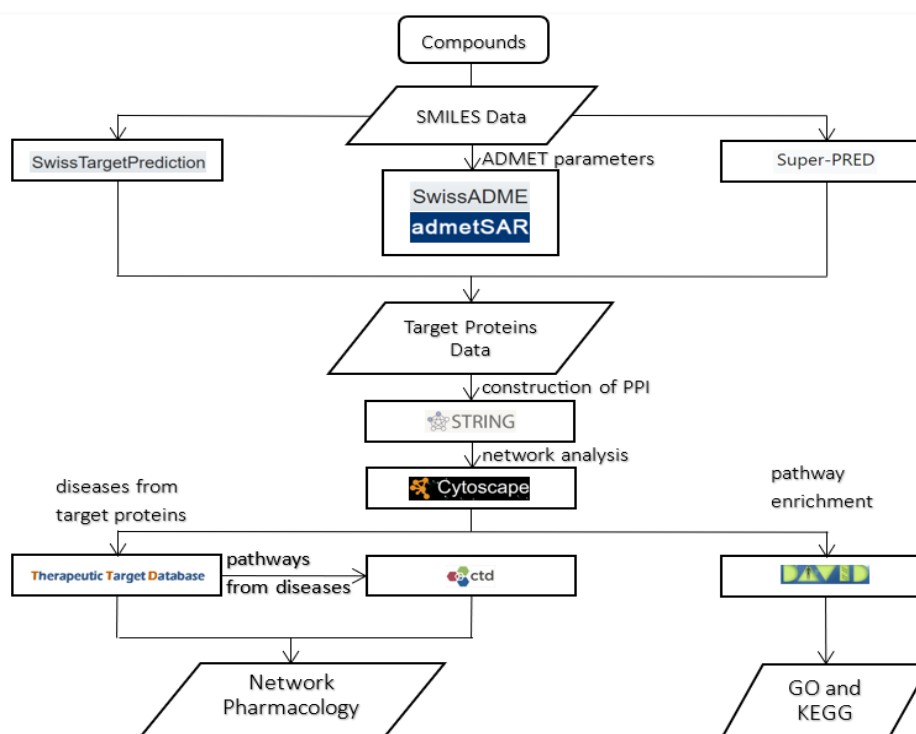 Compounds
SMILES Data
SwissTargetPrediction
ADMET parameters
Super-PRED
SwissADME
admetSAR
Target Proteins
Data
construction of PPI
STRING
network analysis
Cytoscape
diseases from
target proteins
pathway
enrichment
Therapeutic Target Database
pathways
from diseases
ctd
DAVID
Network
Pharmacology
GO and
KEGG